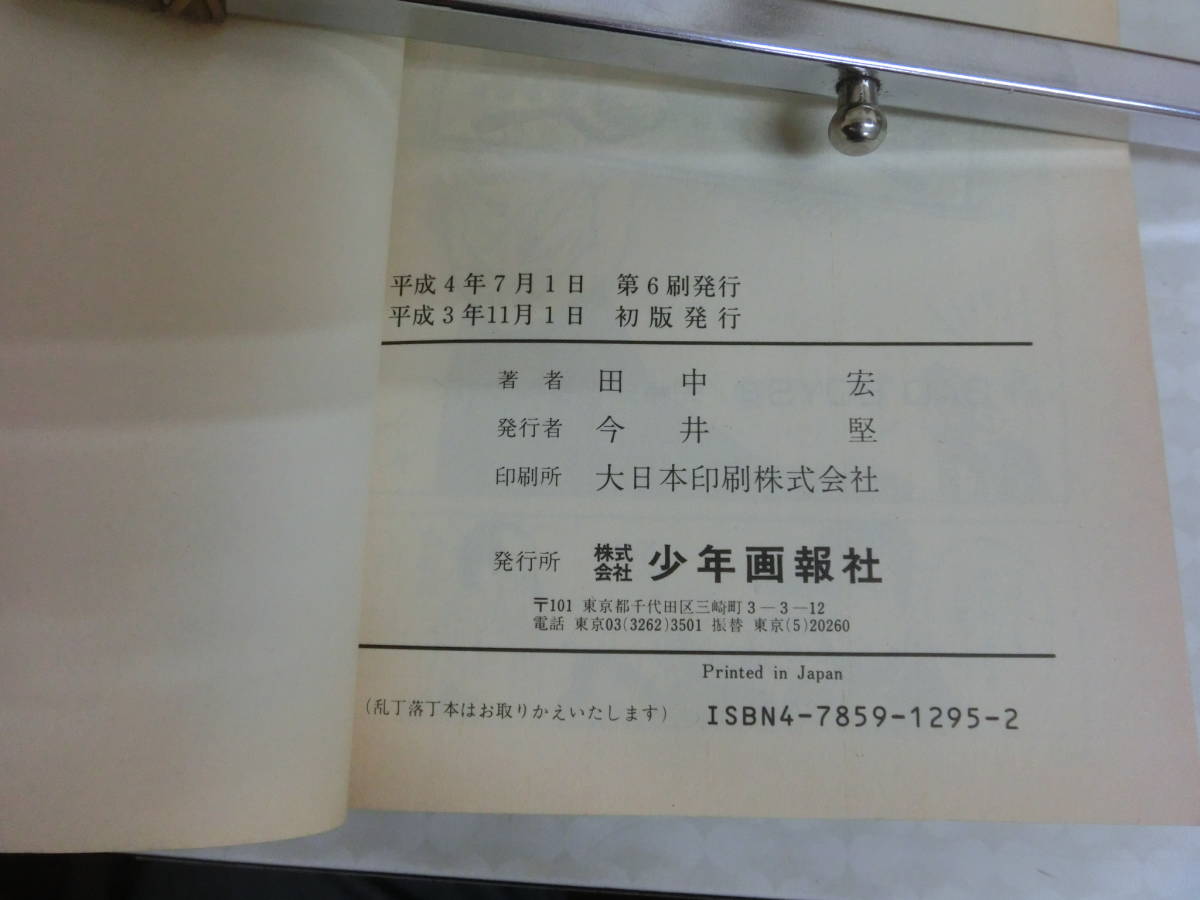 平成4年7月1日 第6刷発行
平成3年11月1日 初版発行
著者 田中 宏
発行者 今井 堅
印刷所 大日本印刷株式会社
発行所 株式会社 少年画報社
〒101 東京都千代田区三崎町3-3-12
電話 東京03(3262)3501 振替 東京(5)20260
Printed in Japan
(乱丁落丁本はお取りかえいたします) ISBN4-7859-1295-2